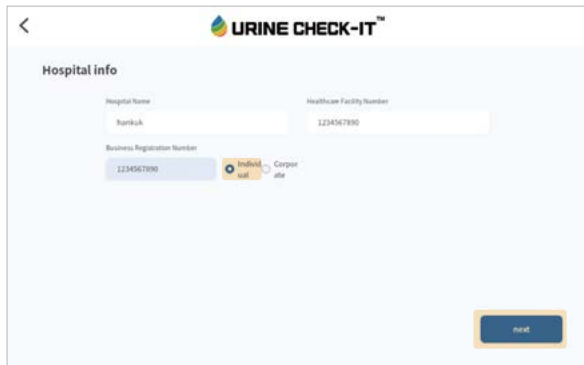 URINE CHECK-IT™
Hospital info
Hospital Name
Healthcare Facility Number
hankuk
1234567890
Business Registration Number
1234567890
Individ
ual
Corpor
ate
next